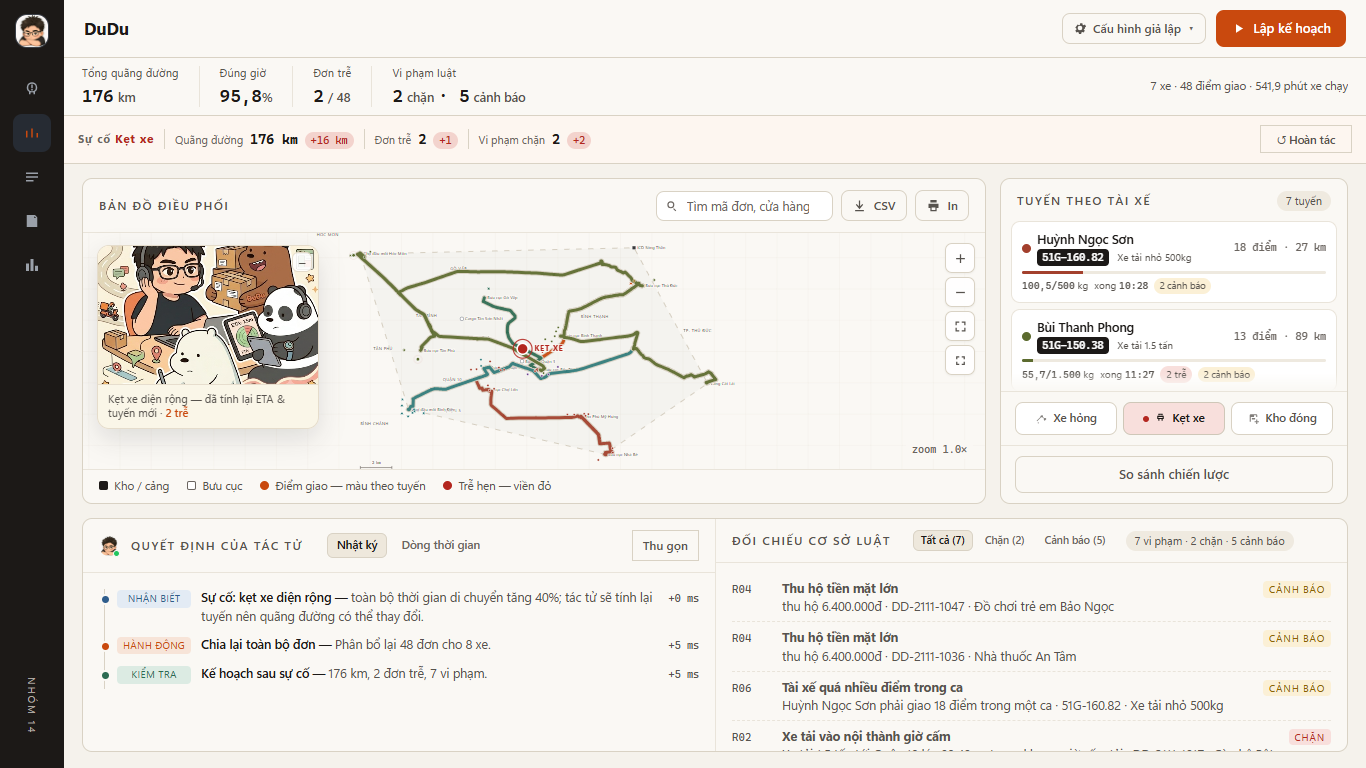 DuDu
Cấu hình giả lập
Lập kế hoạch
Tổng quãng đường
176 km
Đúng giờ
95,8%
Đơn trễ
2 / 48
Vi phạm luật
2 chặn · 5 cảnh báo
7 xe · 48 điểm giao · 541,9 phút xe chạy
Sự cố Kẹt xe
Quãng đường 176 km +16 km
Đơn trễ 2 +1
Vi phạm chặn 2 +2
Hoàn tác
BẢN ĐỒ ĐIỀU PHỐI
Tìm mã đơn, cửa hàng
CSV
In
KẸT XE
BÌNH THẠNH
TP. THỦ ĐỨC
TÂN PHÚ
BÌNH CHÁNH
2 km
Kẹt xe diện rộng — đã tính lại ETA &
tuyến mới · 2 trễ
zoom 1.0×
Kho / cảng
Bưu cục
Điểm giao — màu theo tuyến
Trễ hẹn — viền đỏ
TUYẾN THEO TÀI XẾ
7 tuyến
Huỳnh Ngọc Sơn
18 điểm · 27 km
51G-160.82 Xe tải nhỏ 500kg
100,5/500 kg xong 10:28 2 cảnh báo
Bùi Thanh Phong
13 điểm · 89 km
51G-150.38 Xe tải 1.5 tấn
55,7/1.500 kg xong 11:27 2 trễ 2 cảnh báo
Xe hỏng
Kẹt xe
Kho đóng
So sánh chiến lược
QUYẾT ĐỊNH CỦA TÁC TỬ
Nhật ký
Dòng thời gian
Thu gọn
NHẬN BIẾT
Sự cố: kẹt xe diện rộng — toàn bộ thời gian di chuyển tăng 40%; tác tử sẽ tính lại
tuyến nên quãng đường có thể thay đổi.
+0 ms
HÀNH ĐỘNG
Chia lại toàn bộ đơn — Phân bổ lại 48 đơn cho 8 xe.
+5 ms
KIỂM TRA
Kế hoạch sau sự cố — 176 km, 2 đơn trễ, 7 vi phạm.
+5 ms
ĐỐI CHIẾU CƠ SỞ LUẬT
Tất cả (7)
Chặn (2)
Cảnh báo (5)
7 vi phạm · 2 chặn · 5 cảnh báo
R04
Thu hộ tiền mặt lớn
CẢNH BÁO
thu hộ 6.400.000đ · DD-2111-1047 · Đồ chơi trẻ em Bảo Ngọc
R04
Thu hộ tiền mặt lớn
CẢNH BÁO
thu hộ 6.400.000đ · DD-2111-1036 · Nhà thuốc An Tâm
R06
Tài xế quá nhiều điểm trong ca
CẢNH BÁO
Huỳnh Ngọc Sơn phải giao 18 điểm trong một ca · 51G-160.82 · Xe tải nhỏ 500kg
R02
Xe tải vào nội thành giờ cấm
CHẶN
NHÓM 14